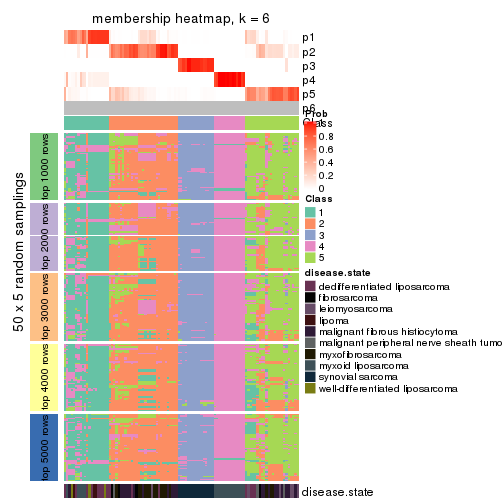 membership heatmap, k = 6
p1
p2
p3
p4
p5
p6
Class
Prob
1
0.8
0.6
0.4
0.2
0
Class
1
2
3
4
5
disease.state
dedifferentiated liposarcoma
fibrosarcoma
leiomyosarcoma
lipoma
malignant fibrous histiocytoma
malignant peripheral nerve sheath tumo
myxofibrosarcoma
myxoid liposarcoma
synovial sarcoma
well-differentiated liposarcoma
50 x 5 random samplings
top 1000 rows
top 2000 rows
top 3000 rows
top 4000 rows
top 5000 rows
disease.state